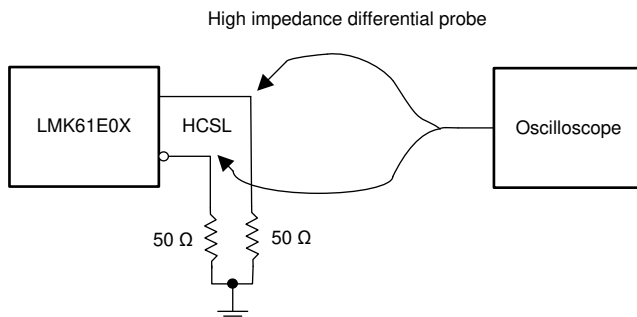 High impedance differential probe
LMK61E0X
HCSL
Oscilloscope
50 Ω
50 Ω